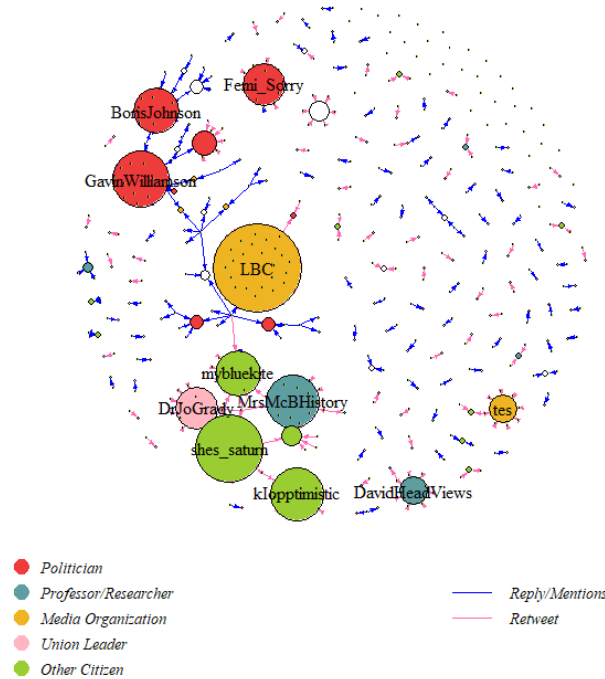 Femi_Sorry
BorisJohnson
GavinWilliamson
LBC
mybluekite
MrsMcBHistory
DrJoGrady
tes
shes_saturn
kIopptimistic
DavidHeadViews
Politician
Professor/Researcher
Media Organization
Union Leader
Other Citizen
Reply/Mentions
Retweet